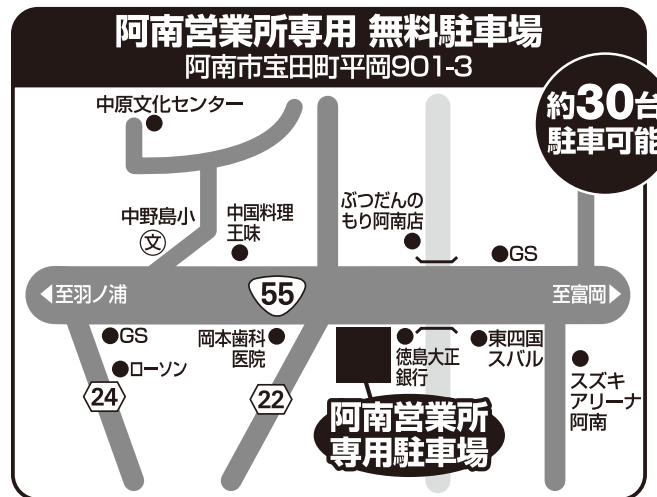 阿南営業所専用 無料駐車場
阿南市宝田町平岡901-3
約30台
駐車可能
中原文化センター
中野島小
文
中国料理
王味
ぶつだんの
もり阿南店
GS
至羽ノ浦
55
至富岡
GS
ローソン
24
岡本歯科
医院
22
徳島大正
銀行
東四国
スバル
スズキ
アリーナ
阿南
阿南営業所
専用駐車場